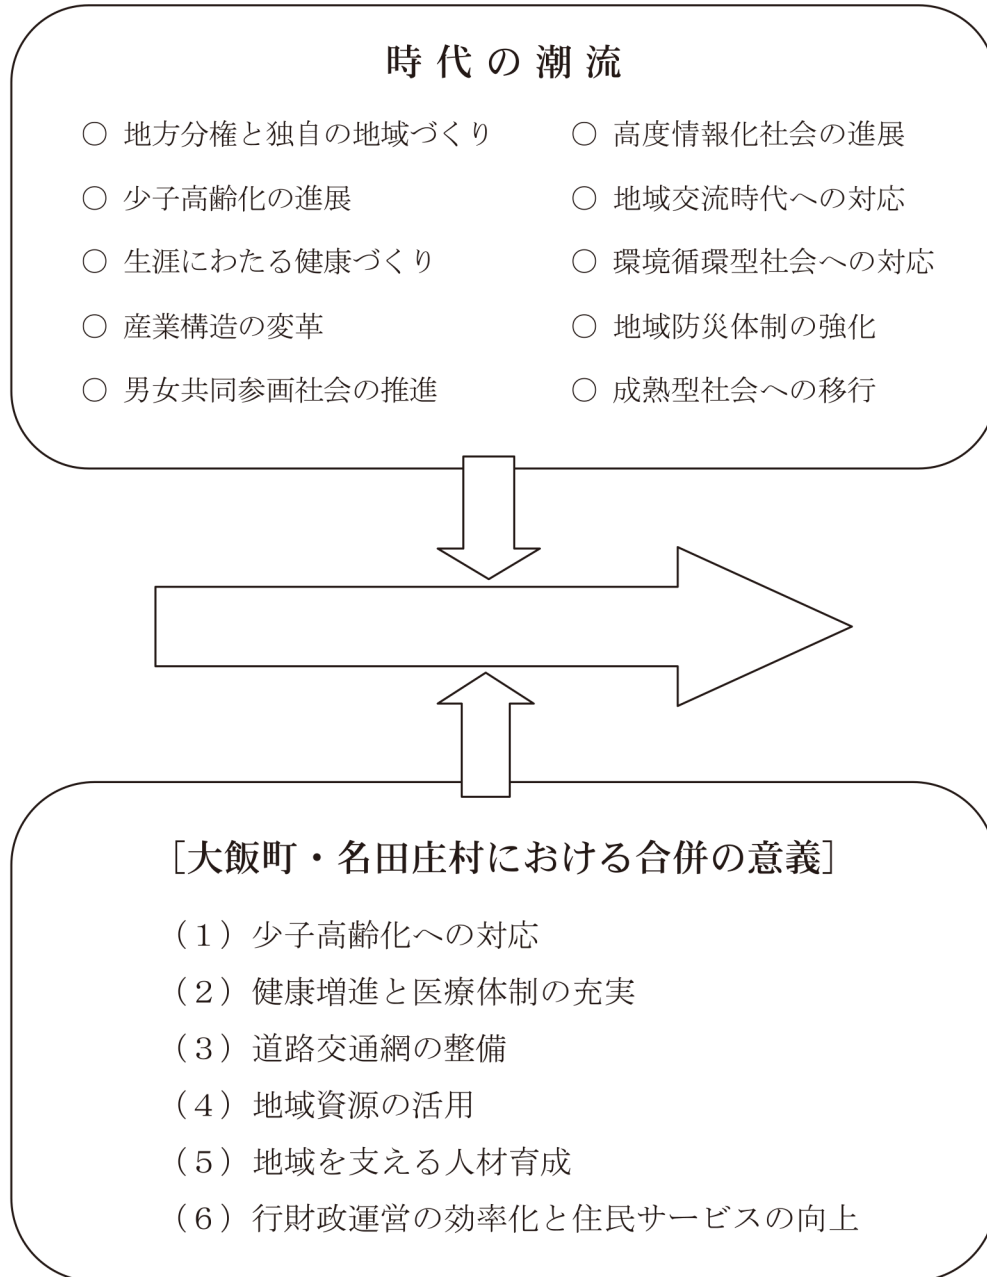 時代の潮流
○ 地方分権と独自の地域づくり
○ 少子高齢化の進展
○ 生涯にわたる健康づくり
○ 産業構造の変革
○ 男女共同参画社会の推進
○ 高度情報化社会の進展
○ 地域交流時代への対応
○ 環境循環型社会への対応
○ 地域防災体制の強化
○ 成熟型社会への移行
［大飯町・名田庄村における合併の意義］
（１）少子高齢化への対応
（２）健康増進と医療体制の充実
（３）道路交通網の整備
（４）地域資源の活用
（５）地域を支える人材育成
（６）行財政運営の効率化と住民サービスの向上